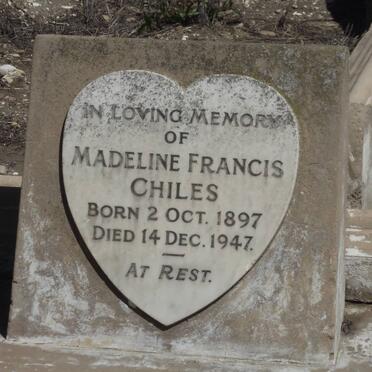 IN LOVING MEMORY
OF
MADELINE FRANCIS
CHILES
BORN 2 OCT. 1897
DIED 14 DEC. 1947.
AT REST.